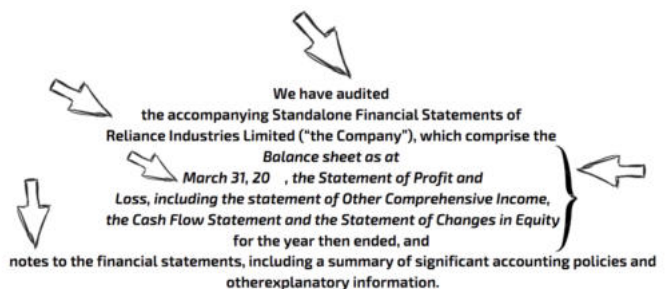 We have audited
the accompanying Standalone Financial Statements of
Reliance Industries Limited (“the Company”), which comprise the
Balance sheet as at
March 31, 20 , the Statement of Profit and
Loss, including the statement of Other Comprehensive Income,
the Cash Flow Statement and the Statement of Changes in Equity
for the year then ended, and
notes to the financial statements, including a summary of significant accounting policies and
otherexplanatory information.